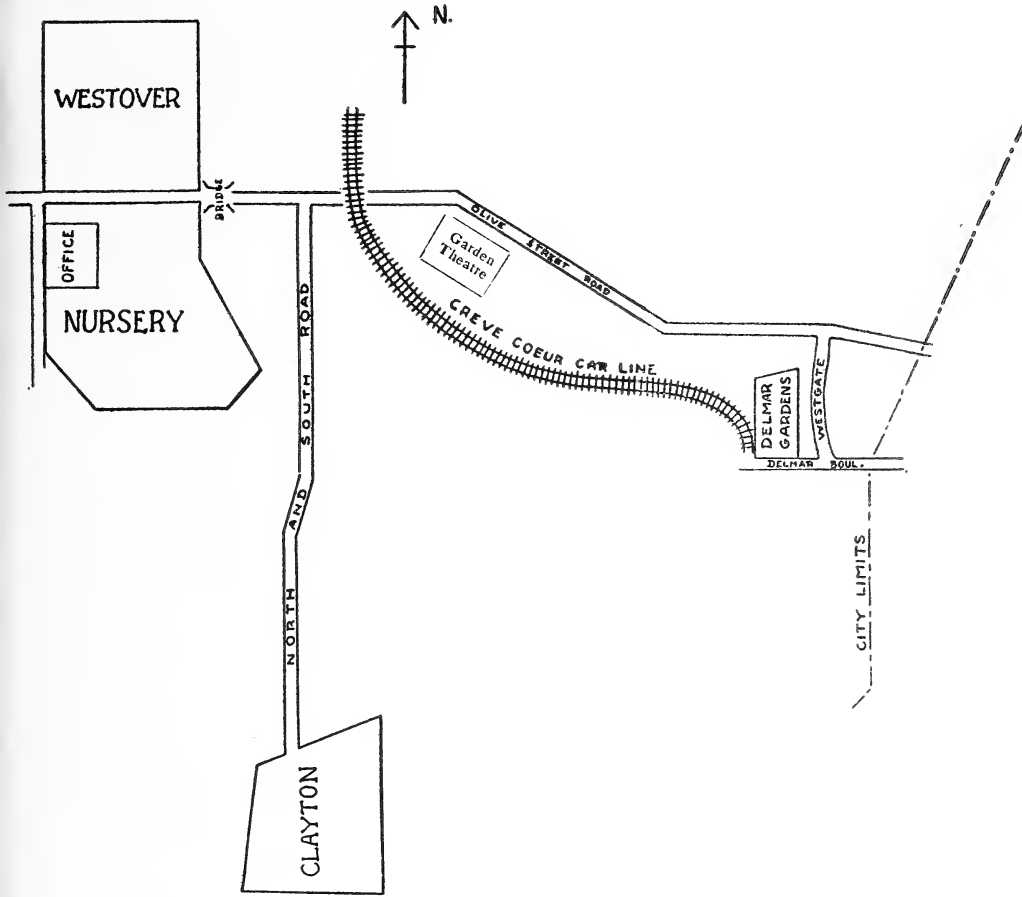 N.
WESTOVER
BRIDGE
OFFICE
NURSERY
OLIVE STREET ROAD
Garden
Theatre
CREVE COEUR CAR LINE
NORTH AND SOUTH ROAD
DELMAR
GARDENS
WESTGATE
DELMAR BOUL.
CITY LIMITS
CLAYTON